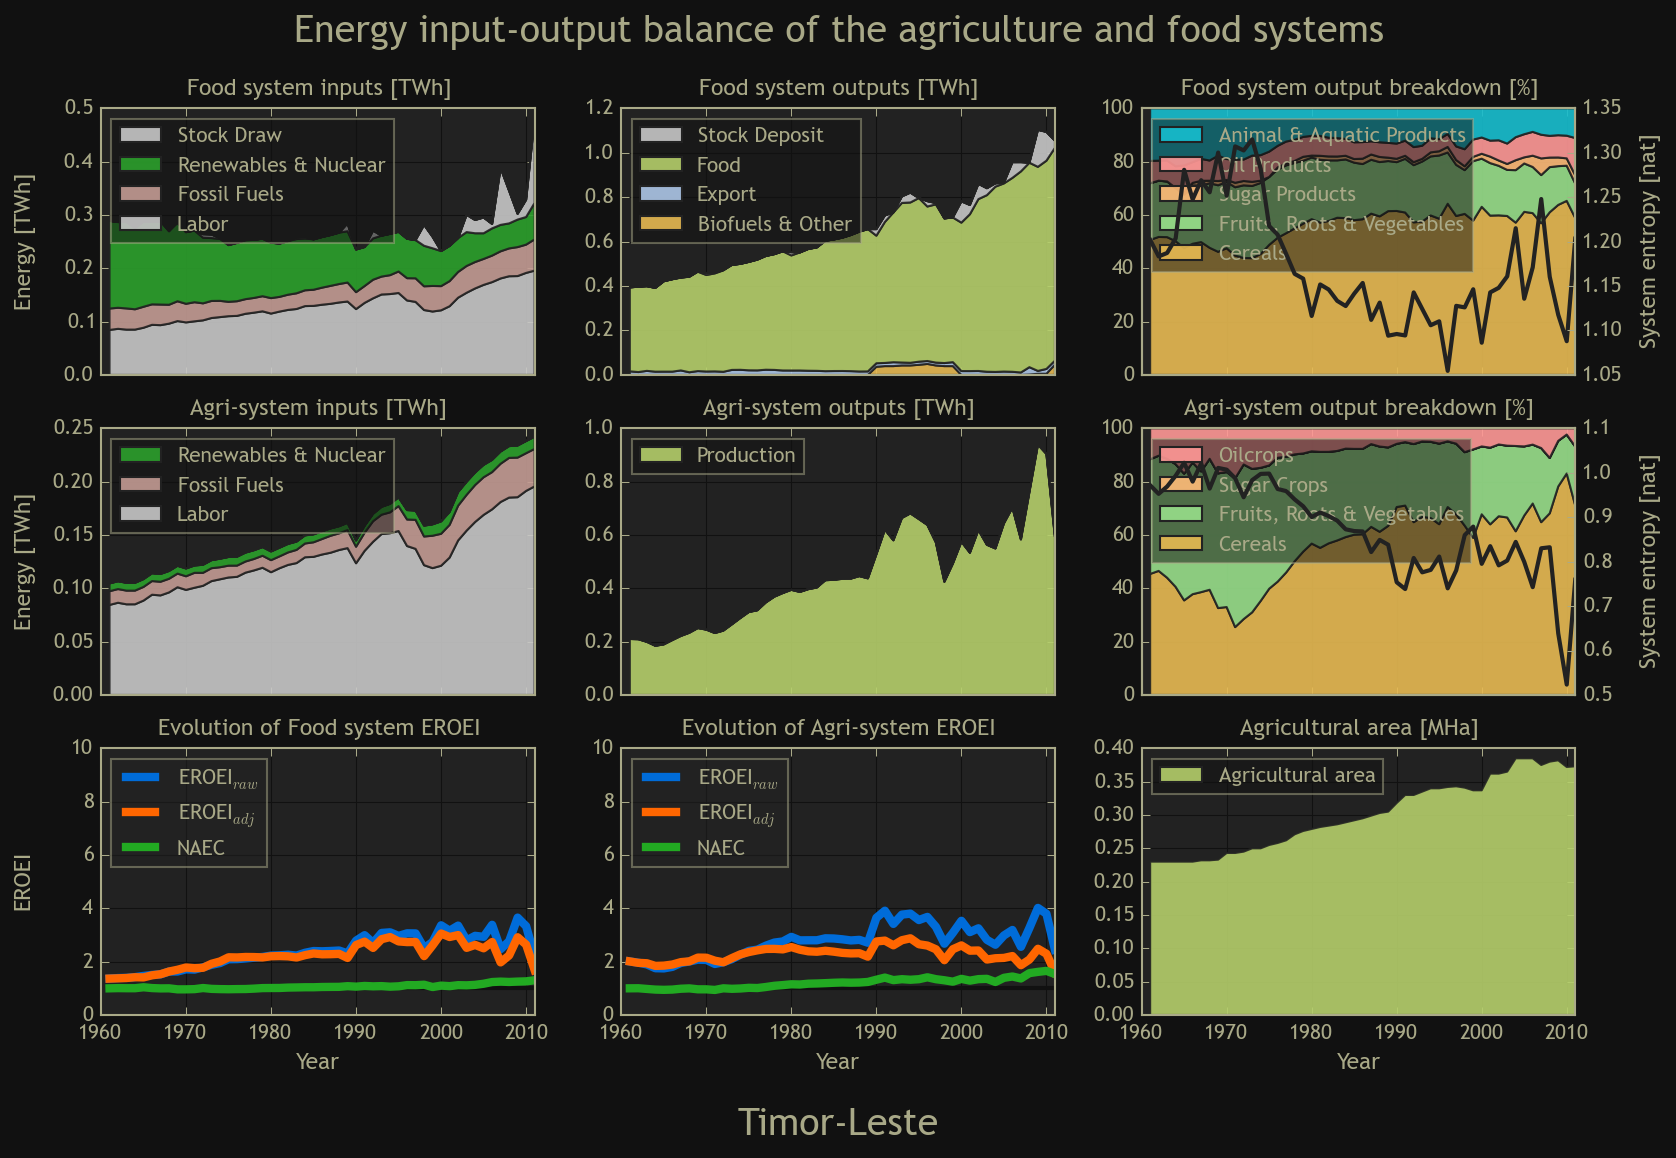 Energy input-output balance of the agriculture and food systems
Food system inputs [TWh]
Energy [TWh]
0.5
0.4
0.3
0.2
0.1
0.0
Stock Draw
Renewables & Nuclear
Fossil Fuels
Labor
Food system outputs [TWh]
1.2
1.0
0.8
0.6
0.4
0.2
0.0
Stock Deposit
Food
Export
Biofuels & Other
Food system output breakdown [%]
100
80
60
40
20
0
Animal & Aquatic Products
Oil Products
Sugar Products
Fruits, Roots & Vegetables
Cereals
1.35
1.30
1.25
1.20
1.15
1.10
1.05
System entropy [nat]
Agri-system inputs [TWh]
Energy [TWh]
0.25
0.20
0.15
0.10
0.05
0.00
Renewables & Nuclear
Fossil Fuels
Labor
Agri-system outputs [TWh]
1.0
0.8
0.6
0.4
0.2
0.0
Production
Agri-system output breakdown [%]
100
80
60
40
20
0
Oilcrops
Sugar Crops
Fruits, Roots & Vegetables
Cereals
1.1
1.0
0.9
0.8
0.7
0.6
0.5
System entropy [nat]
Evolution of Food system EROEI
EROEI
10
8
6
4
2
0
EROEIraw
EROEIadj
NAEC
1960 1970 1980 1990 2000 2010
Year
Evolution of Agri-system EROEI
10
8
6
4
2
0
EROEIraw
EROEIadj
NAEC
1960 1970 1980 1990 2000 2010
Year
Agricultural area [MHa]
0.40
0.35
0.30
0.25
0.20
0.15
0.10
0.05
0.00
Agricultural area
1960 1970 1980 1990 2000 2010
Year
Timor-Leste